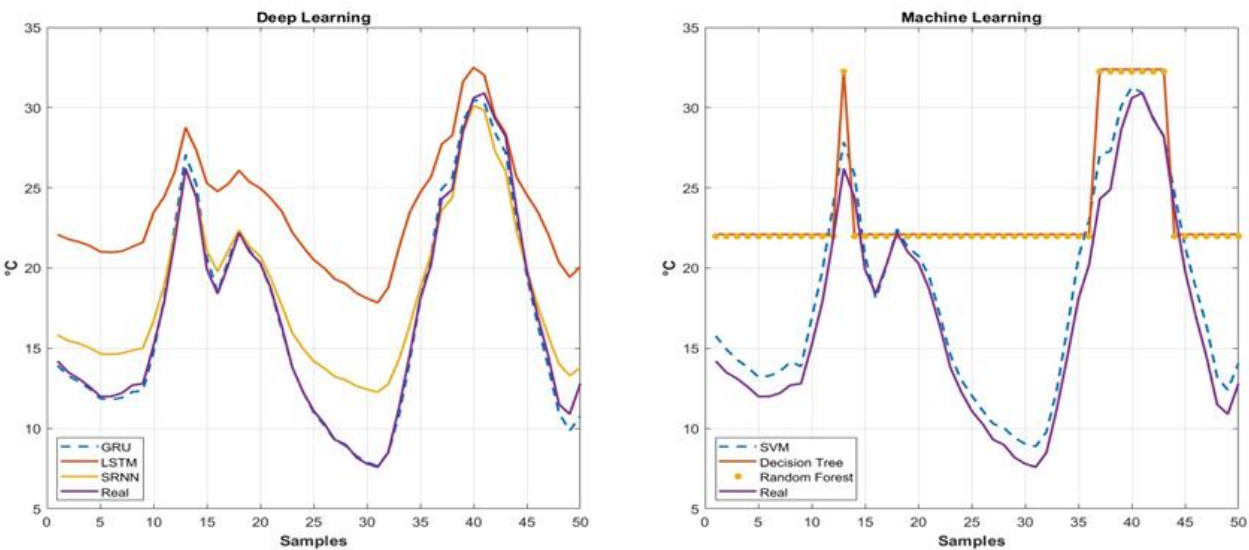 Deep Learning
35
30
25
20
15
10
5
°C
0 5 10 15 20 25 30 35 40 45 50
Samples
GRU
LSTM
SRNN
Real
Machine Learning
35
30
25
20
15
10
5
°C
0 5 10 15 20 25 30 35 40 45 50
Samples
SVM
Decision Tree
Random Forest
Real